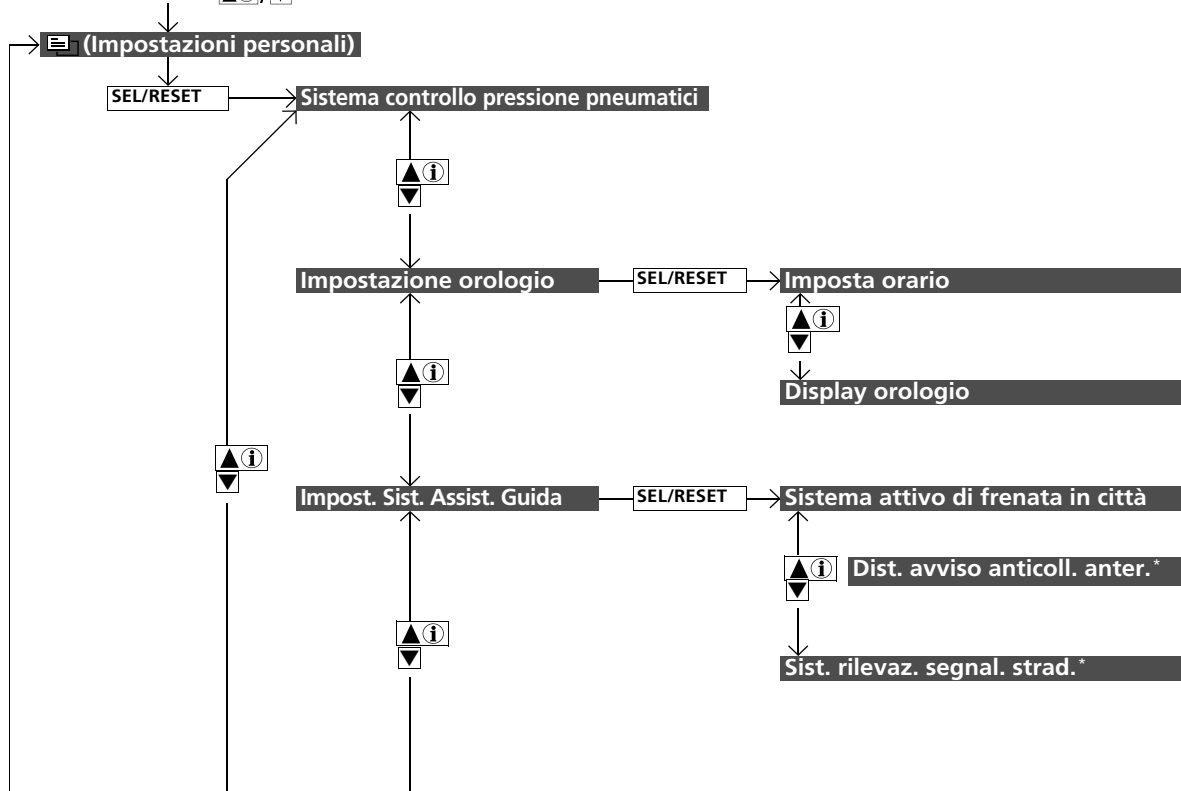 (Impostazioni personali)
SEL/RESET
Sistema controllo pressione pneumatici
▲ⓘ
▼
Impostazione orologio
SEL/RESET
Imposta orario
▲ⓘ
▼
Display orologio
▲ⓘ
▼
▲ⓘ
▼
Impost. Sist. Assist. Guida
SEL/RESET
Sistema attivo di frenata in città
▲ⓘ
▼
Dist. avviso anticoll. anter.*
▲ⓘ
▼
Sist. rilevaz. segnal. strad.*